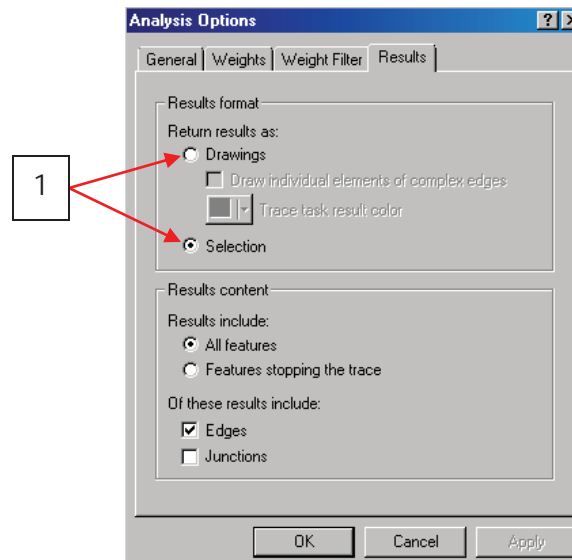 Analysis Options
General Weights Weight Filter Results
Results format
Return results as:
1
Drawings
Draw individual elements of complex edges
Trace task result color
Selection
Results content
Results include:
All features
Features stopping the trace
Of these results include:
Edges
Junctions
OK Cancel Apply